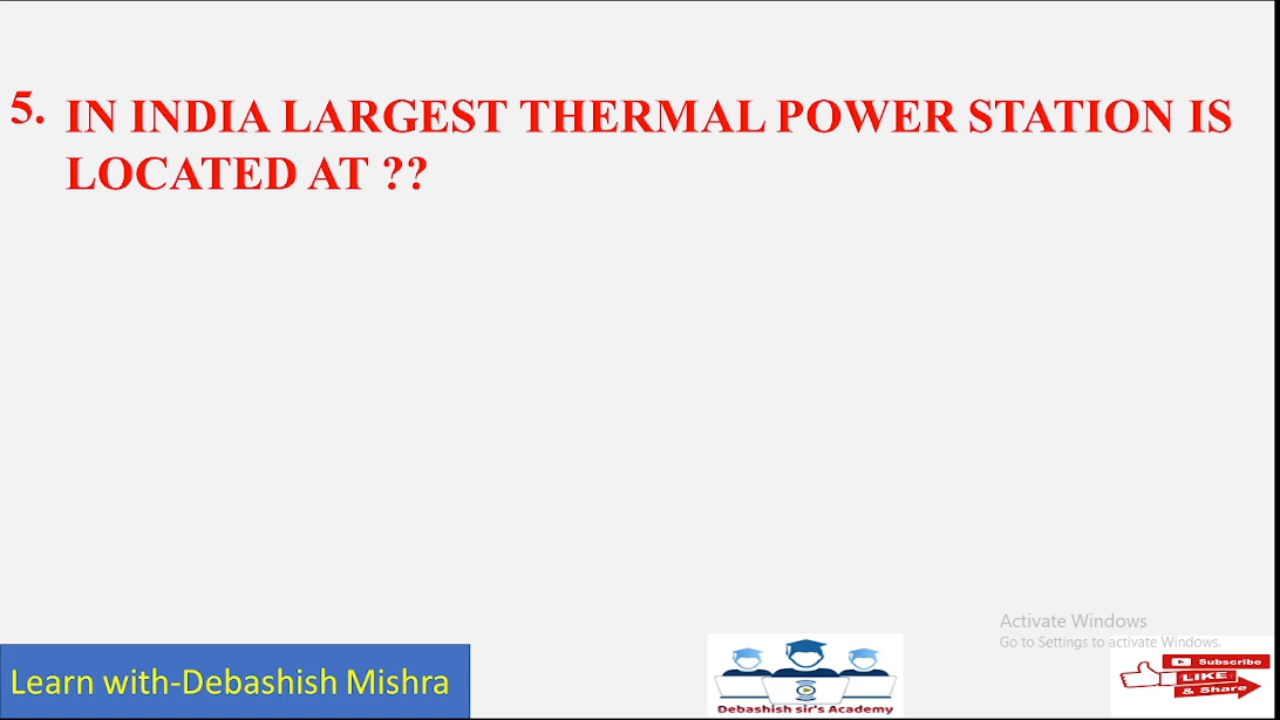 5. IN INDIA LARGEST THERMAL POWER STATION IS
LOCATED AT ??
Activate Windows
Go to Settings to activate Windows.
Learn with-Debashish Mishra
Debashish sir's Academy
Subscribe
LIKE
& Share